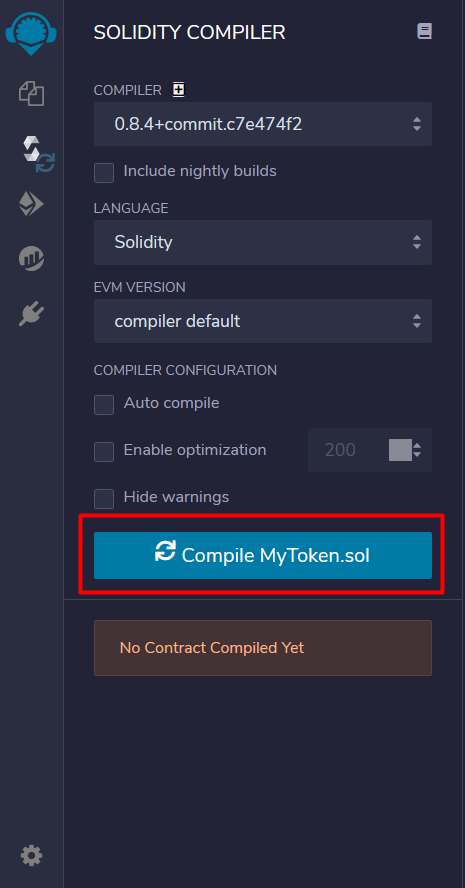 SOLIDITY COMPILER
COMPILER
0.8.4+commit.c7e474f2
Include nightly builds
LANGUAGE
Solidity
EVM VERSION
compiler default
COMPILER CONFIGURATION
Auto compile
Enable optimization 200
Hide warnings
Compile MyToken.sol
No Contract Compiled Yet